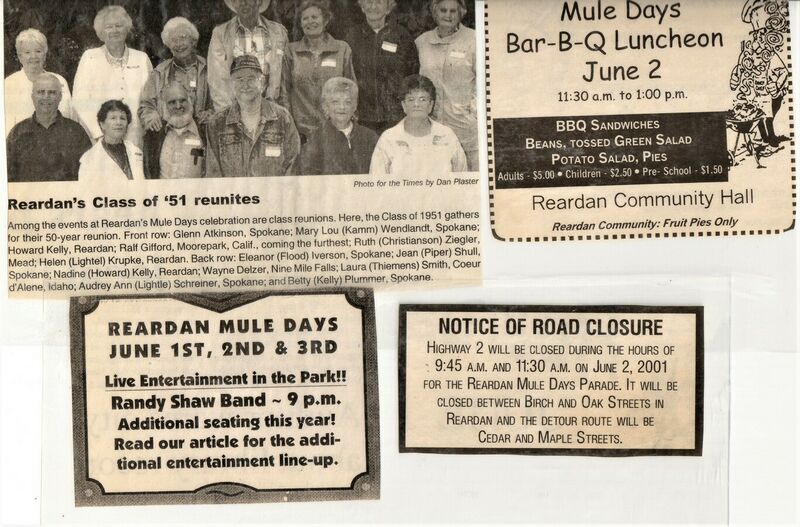 Photo for the Times by Dan Plaster
Reardan's Class of '51 reunites
Among the events at Reardan's Mule Days celebration are class reunions. Here, the Class of 1951 gathers
for their 50-year reunion. Front row: Glenn Atkinson, Spokane; Mary Lou (Kamm) Wendlandt, Spokane;
Howard Kelly, Reardan; Ralf Gifford, Moorepark, Calif., coming the furthest; Ruth (Christianson) Ziegler,
Mead; Helen (Lightel) Krupke, Reardan. Back row: Eleanor (Flood) Iverson, Spokane; Jean (Piper) Shull,
Spokane; Nadine (Howard) Kelly, Reardan; Wayne Delzer, Nine Mile Falls; Laura (Thiemens) Smith, Coeur
d'Alene, Idaho; Audrey Ann (Lightle) Schreiner, Spokane; and Betty (Kelly) Plummer, Spokane.
Mule Days
Bar-B-Q Luncheon
June 2
11:30 a.m. to 1:00 p.m.
BBQ SANDWICHES
BEANS, TOSSED GREEN SALAD
POTATO SALAD, PIES
Adults - $5.00 • Children - $2.50 • Pre- School - $1.50
Reardan Community Hall
Reardan Community: Fruit Pies Only
REARDAN MULE DAYS
JUNE 1ST, 2ND & 3RD
Live Entertainment in the Park!!
Randy Shaw Band ~ 9 p.m.
Additional seating this year!
Read our article for the addi-
tional entertainment line-up.
NOTICE OF ROAD CLOSURE
HIGHWAY 2 WILL BE CLOSED DURING THE HOURS OF
9:45 A.M. AND 11:30 AM. ON JUNE 2, 2001
FOR THE REARDAN MULE DAYS PARADE. IT WILL BE
CLOSED BETWEEN BIRCH AND OAK STREETS IN
REARDAN AND THE DETOUR ROUTE WILL BE
CEDAR AND MAPLE STREETS.